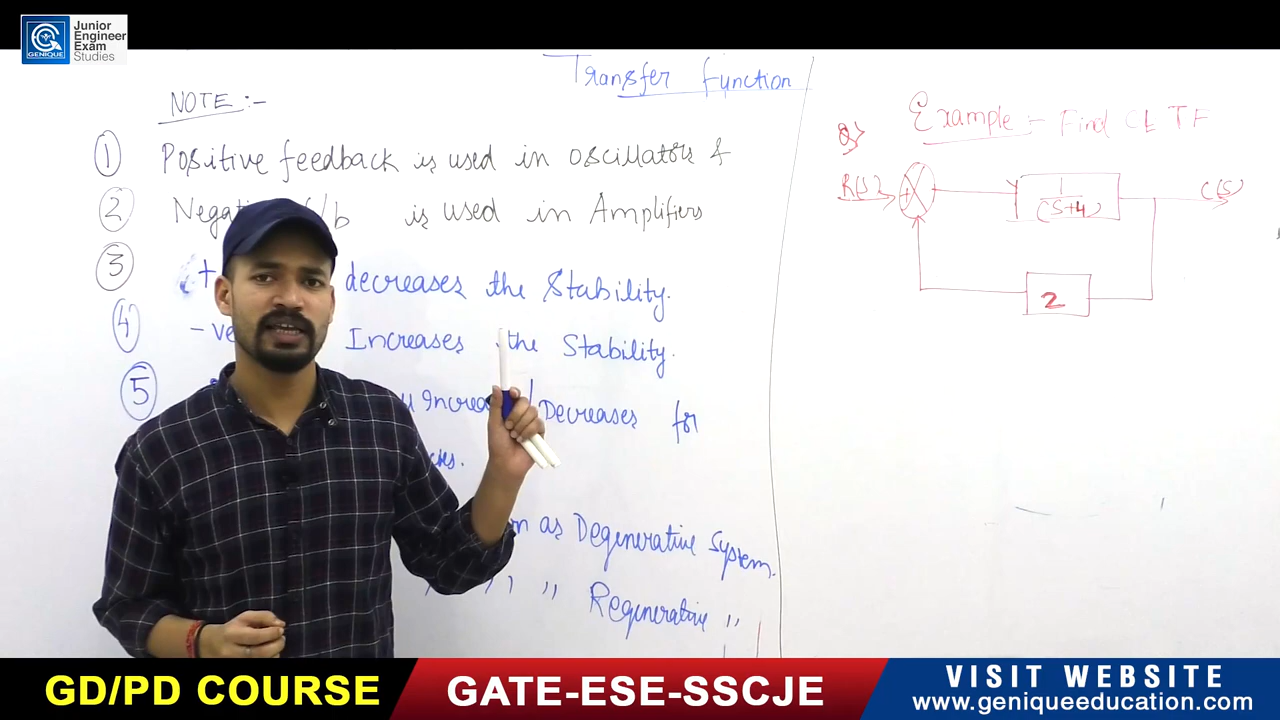 GENIQUE
Junior
Engineer
Exam
Studies
Transfer function
NOTE :-
1 Positive feedback is used in oscillators &
2 f/b is used in Amplifiers
3 + decreases the Stability.
4 -ve Increases the Stability.
5 Decreases for
as Degenerative System.
" " Regenerative "
Q) Example :- Find CL TF
R(s) + 1/(s+4) C(s)
2
GD/PD COURSE
GATE-ESE-SSCJE
VISIT WEBSITE
www.geniqueeducation.com